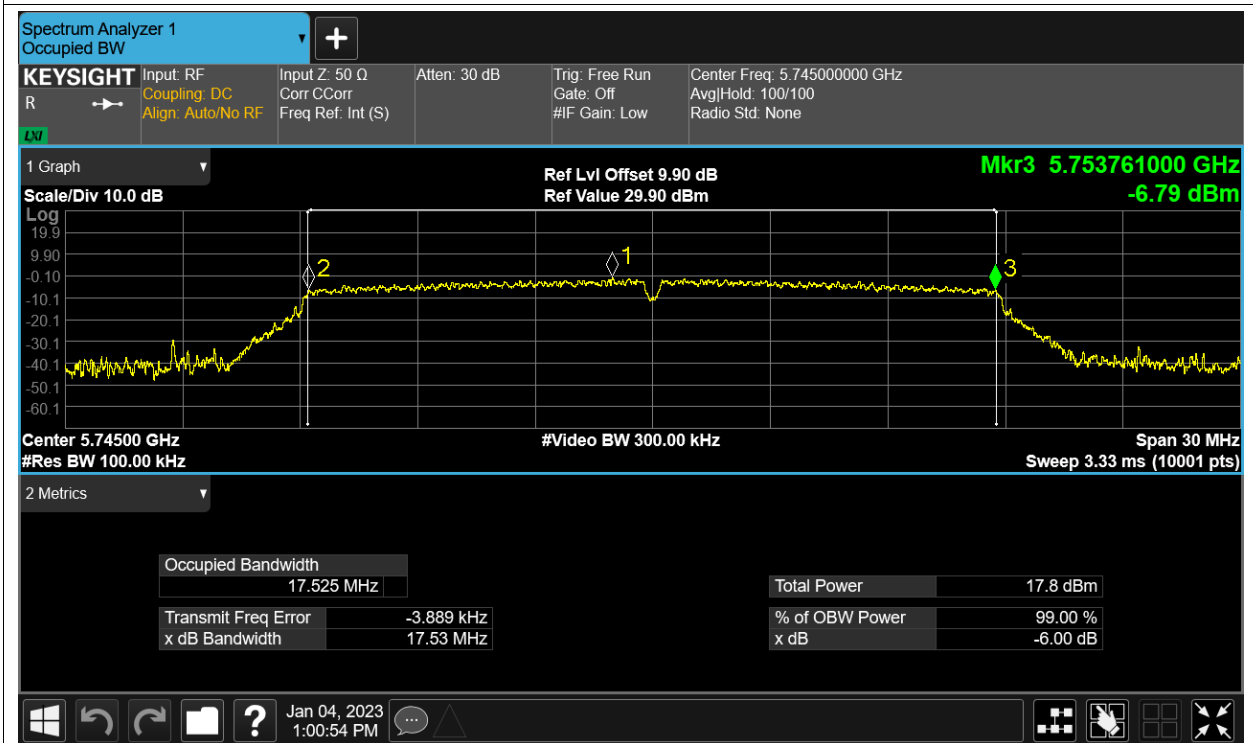 Spectrum Analyzer 1
Occupied BW
KEYSIGHT
R
LXI
Input: RF
Coupling: DC
Align: Auto/No RF
Input Z: 50 Ω
Corr CCorr
Freq Ref: Int (S)
Atten: 30 dB
Trig: Free Run
Gate: Off
#IF Gain: Low
Center Freq: 5.745000000 GHz
Avg|Hold: 100/100
Radio Std: None
1 Graph
Scale/Div 10.0 dB
Ref Lvl Offset 9.90 dB
Ref Value 29.90 dBm
Mkr3 5.753761000 GHz
-6.79 dBm
Log
19.9
9.90
-0.10
-10.1
-20.1
-30.1
-40.1
-50.1
-60.1
2
1
3
Center 5.74500 GHz
#Video BW 300.00 kHz
Span 30 MHz
#Res BW 100.00 kHz
Sweep 3.33 ms (10001 pts)
2 Metrics
Occupied Bandwidth
17.525 MHz
Transmit Freq Error -3.889 kHz
x dB Bandwidth 17.53 MHz
Total Power 17.8 dBm
% of OBW Power 99.00 %
x dB -6.00 dB
?
Jan 04, 2023
1:00:54 PM